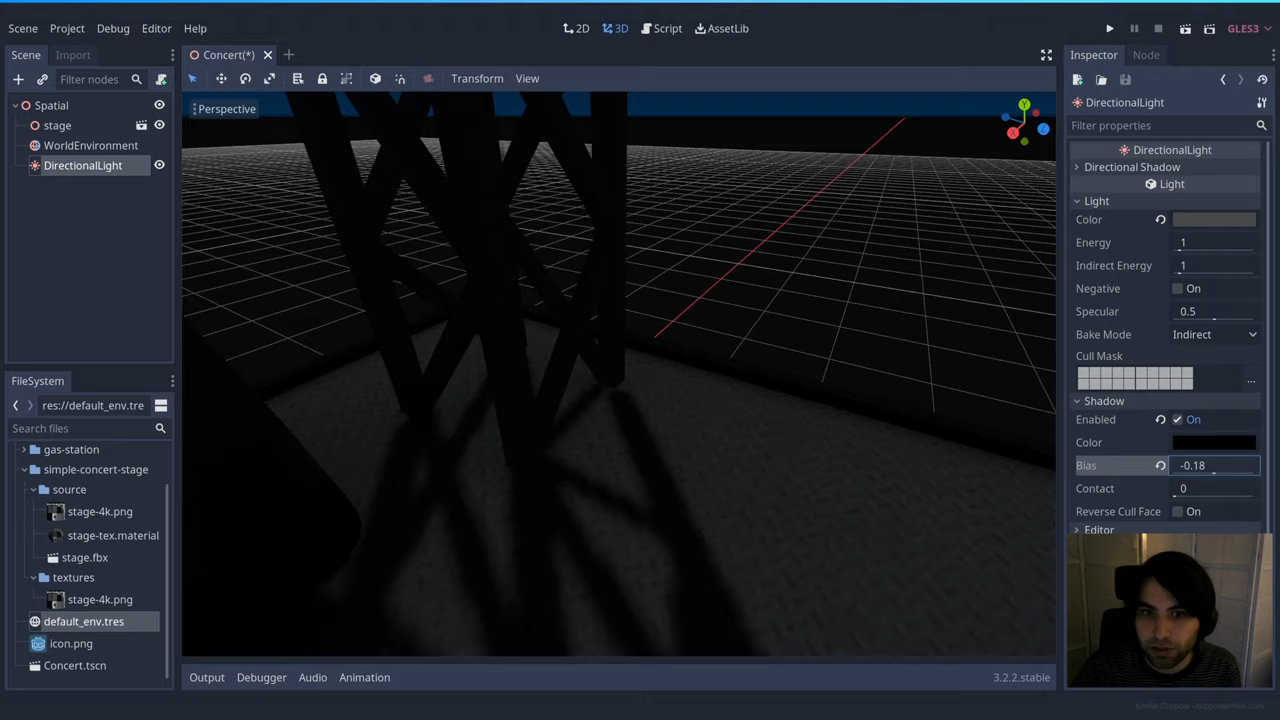 Scene Project Debug Editor Help
2D 3D Script AssetLib
GLES3
Scene Import
Concert(*)
Inspector Node
Filter nodes
Transform View
Perspective
Y
X
Z
Spatial
stage
WorldEnvironment
DirectionalLight
FileSystem
res://default_env.tre
Search files
gas-station
simple-concert-stage
source
stage-4k.png
stage-tex.material
stage.fbx
textures
stage-4k.png
default_env.tres
icon.png
Concert.tscn
Output Debugger Audio Animation
3.2.2.stable
DirectionalLight
Filter properties
DirectionalLight
Directional Shadow
Light
Light
Color
Energy 1
Indirect Energy 1
Negative On
Specular 0.5
Bake Mode Indirect
Cull Mask
...
Shadow
Enabled On
Color
Bias -0.18
Contact 0
Reverse Cull Face On
Editor